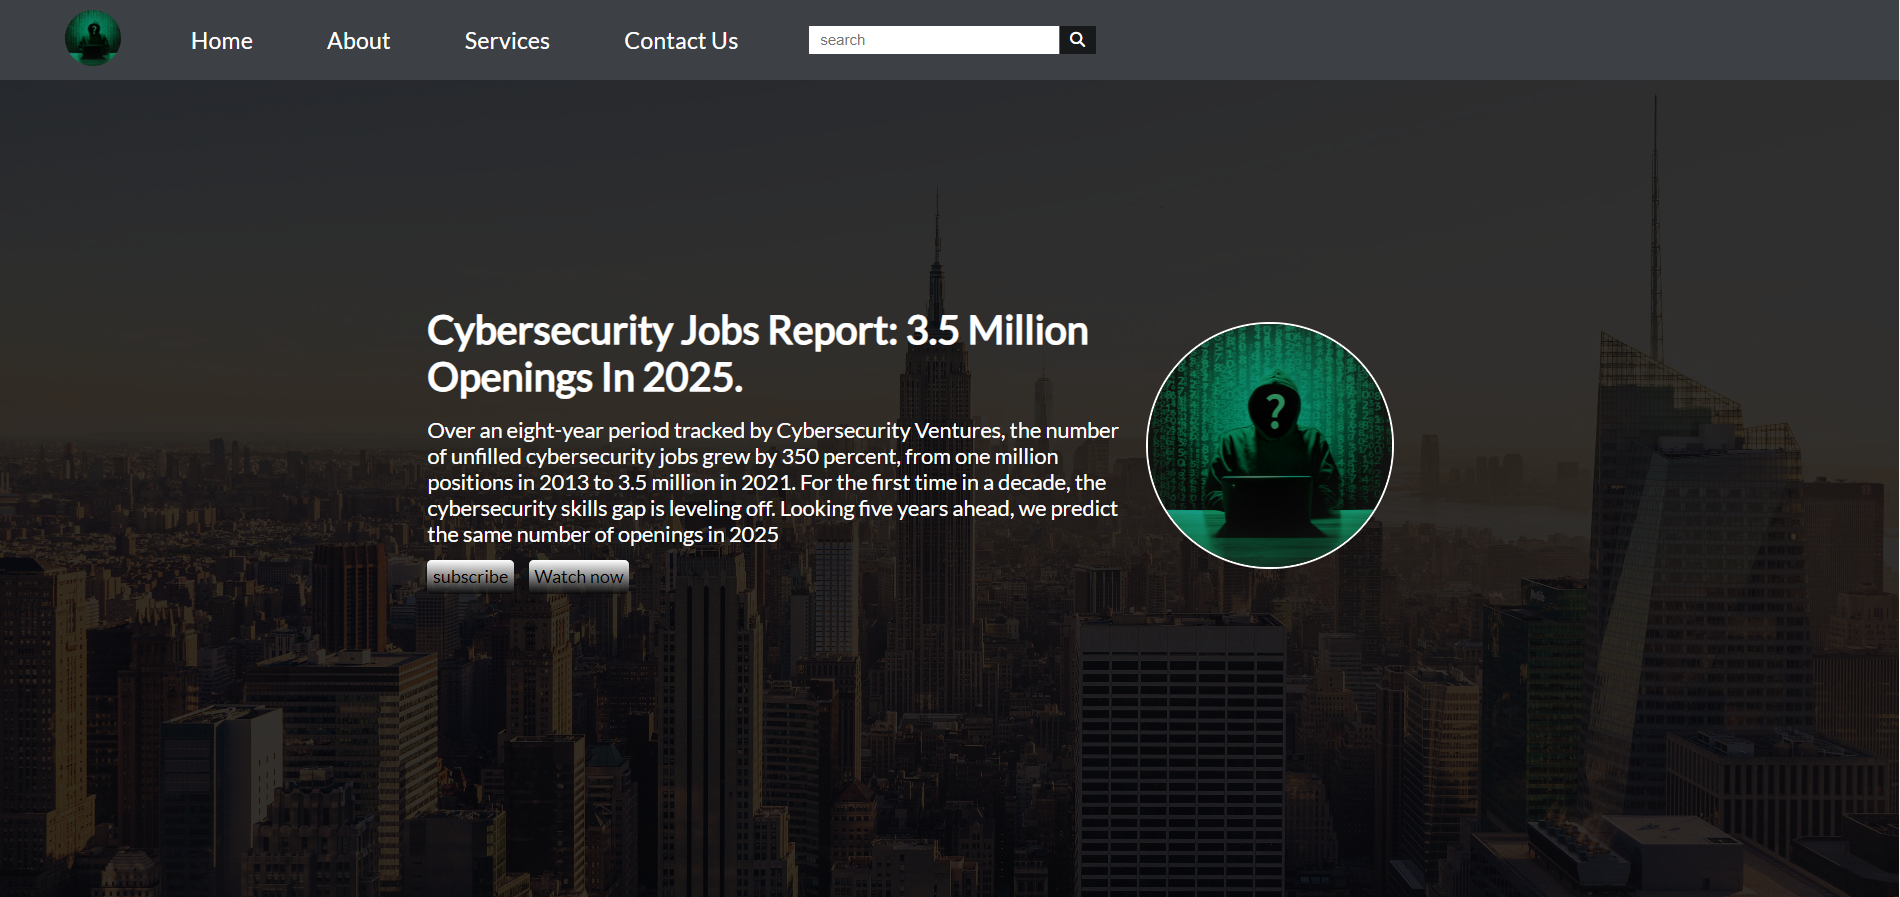 Home About Services Contact Us search
Cybersecurity Jobs Report: 3.5 Million
Openings In 2025.
Over an eight-year period tracked by Cybersecurity Ventures, the number
of unfilled cybersecurity jobs grew by 350 percent, from one million
positions in 2013 to 3.5 million in 2021. For the first time in a decade, the
cybersecurity skills gap is leveling off. Looking five years ahead, we predict
the same number of openings in 2025
subscribe Watch now
?